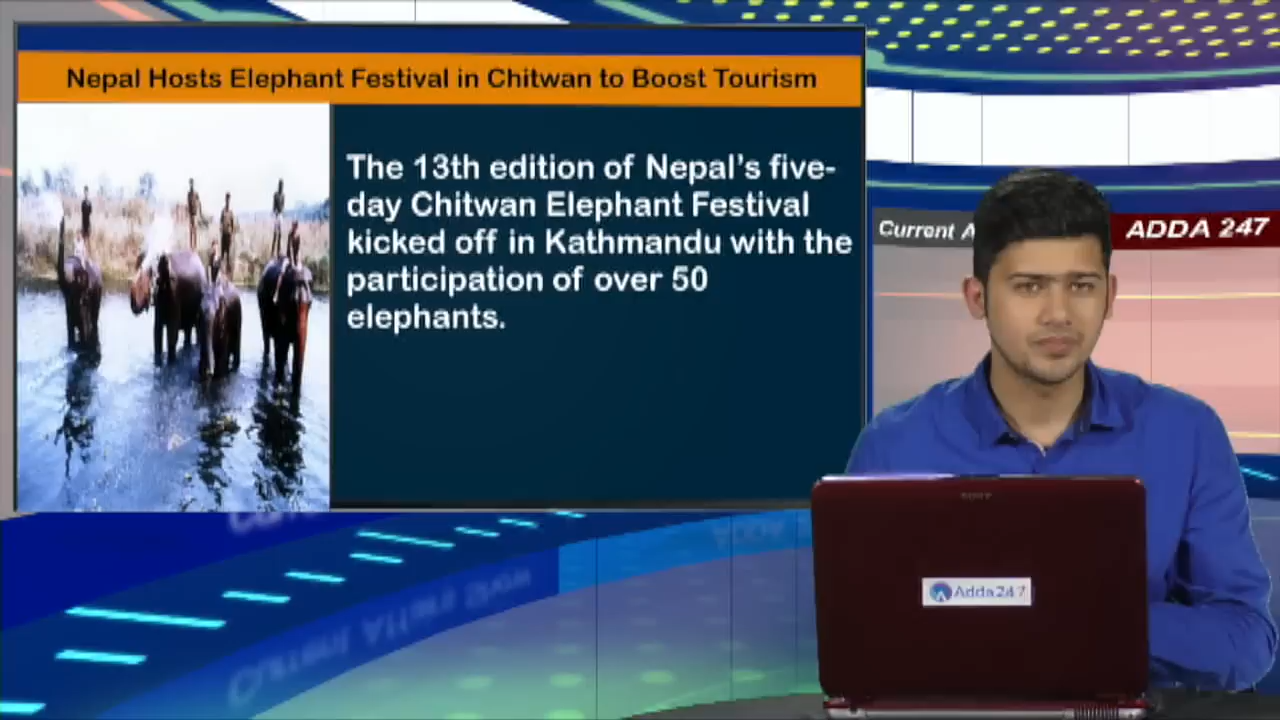 Nepal Hosts Elephant Festival in Chitwan to Boost Tourism
The 13th edition of Nepal's five-
day Chitwan Elephant Festival
kicked off in Kathmandu with the
participation of over 50
elephants.
Current A
ADDA 247
SONY
Adda247